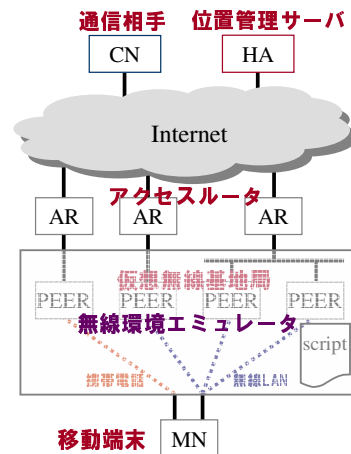 通信相手 位置管理サーバ
CN HA
Internet
アクセスルータ
AR AR AR
仮想無線基地局
PEER PEER PEER PEER
無線環境エミュレータ
script
携帯電話 無線LAN
移動端末 MN